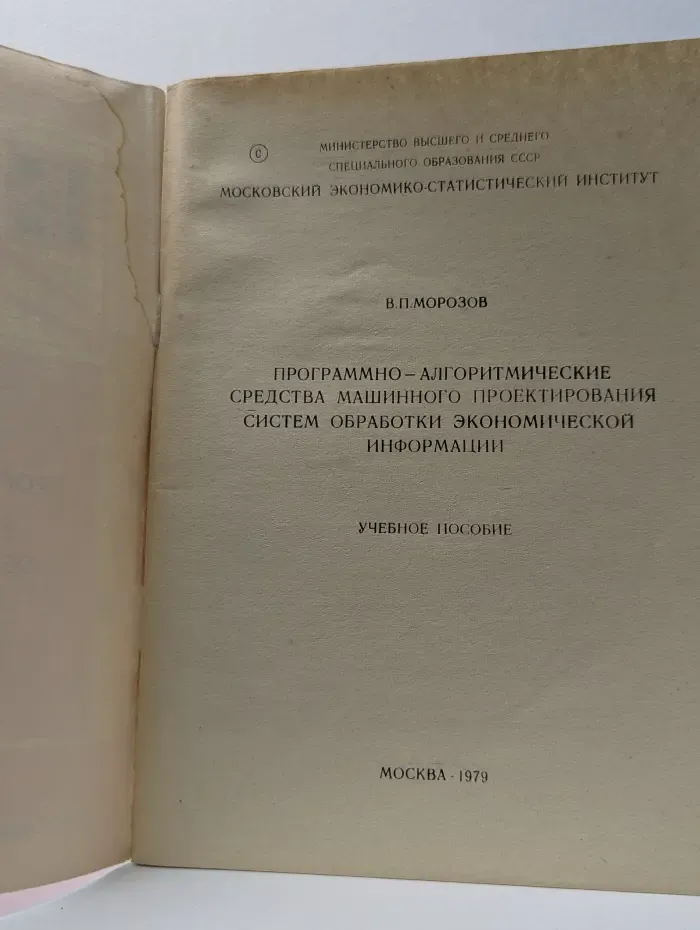 ©
МИНИСТЕРСТВО ВЫСШЕГО И СРЕДНЕГО
СПЕЦИАЛЬНОГО ОБРАЗОВАНИЯ СССР
МОСКОВСКИЙ ЭКОНОМИКО-СТАТИСТИЧЕСКИЙ ИНСТИТУТ
В.П.МОРОЗОВ
ПРОГРАММНО-АЛГОРИТМИЧЕСКИЕ
СРЕДСТВА МАШИННОГО ПРОЕКТИРОВАНИЯ
СИСТЕМ ОБРАБОТКИ ЭКОНОМИЧЕСКОЙ
ИНФОРМАЦИИ
УЧЕБНОЕ ПОСОБИЕ
МОСКВА - 1979